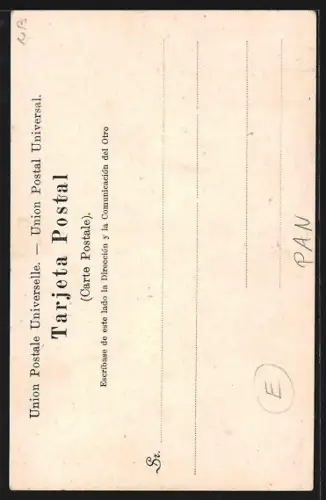 Union Postale Universelle. — Union Postal Universal.
Tarjeta Postal
(Carte Postale).
Escribase de este lado la Dirección y la Comunicación del Otro
Sr.
PAN
E